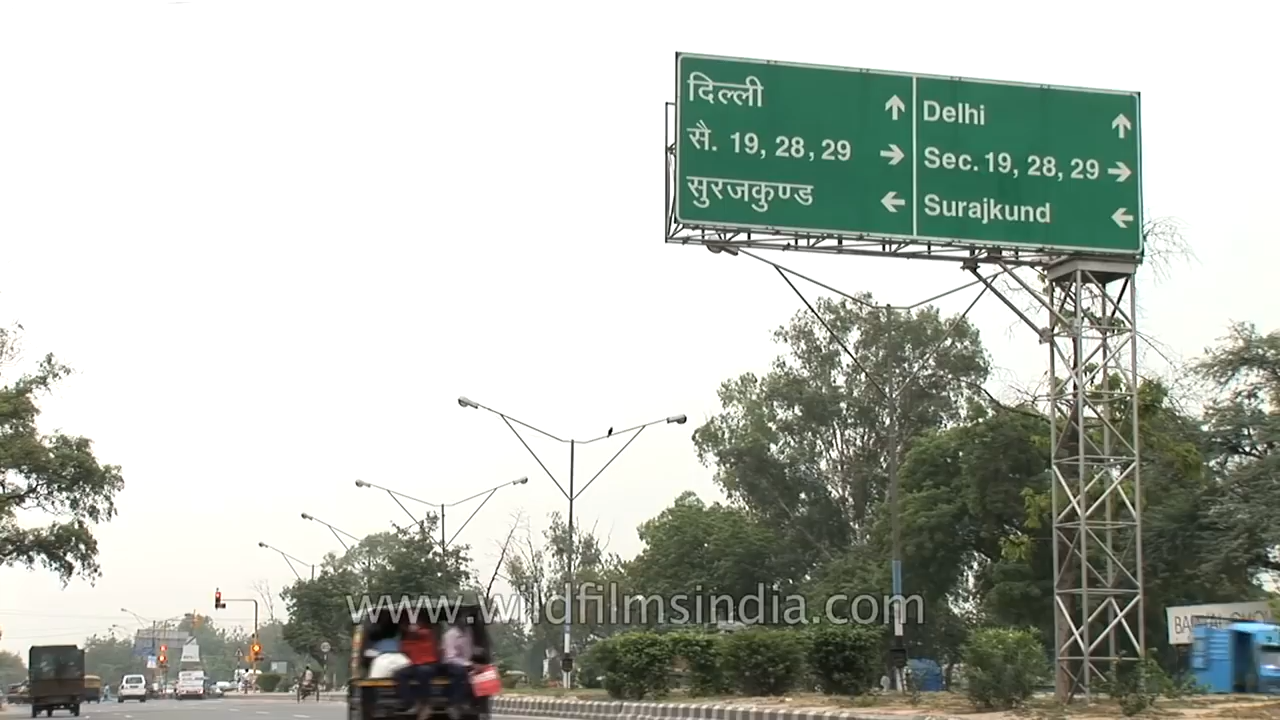 दिल्ली
सै. 19, 28, 29
सुरजकुण्ड
Delhi
Sec. 19, 28, 29
Surajkund
www.wildfilmsindia.com